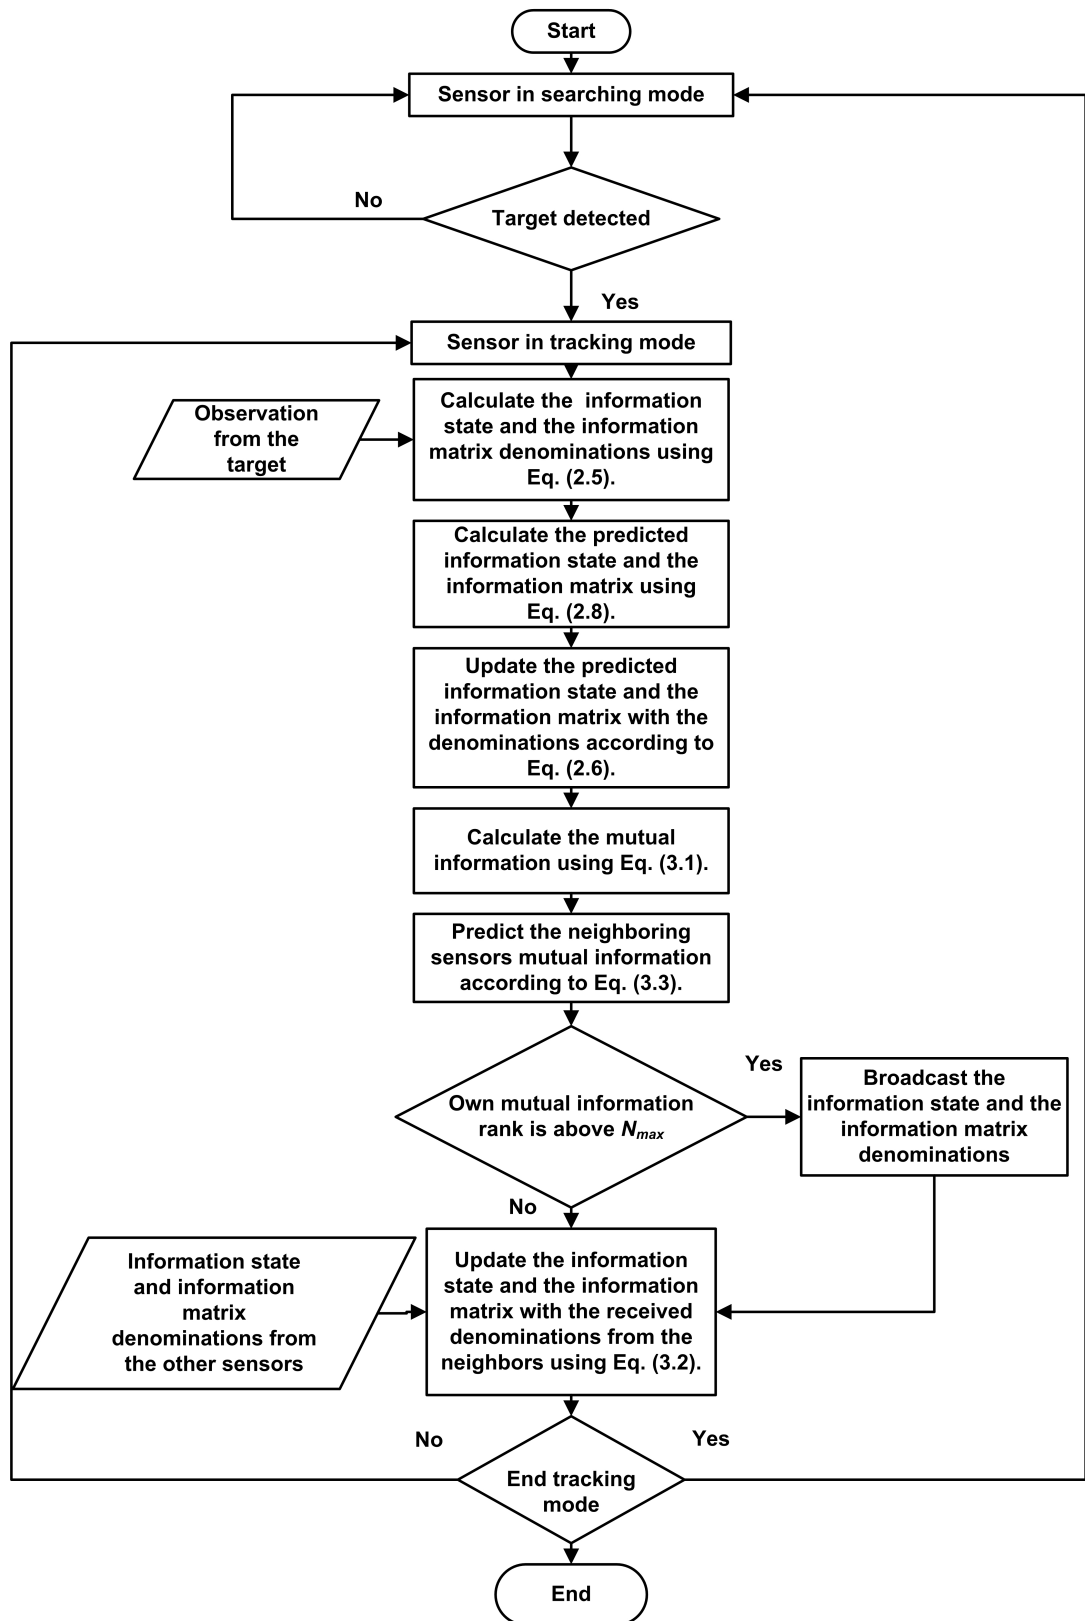 Start
Sensor in searching mode
No
Target detected
Yes
Sensor in tracking mode
Observation
from the
target
Calculate the information
state and the information
matrix denominations using
Eq. (2.5).
Calculate the predicted
information state and the
information matrix using
Eq. (2.8).
Update the predicted
information state and the
information matrix with the
denominations according to
Eq. (2.6).
Calculate the mutual
information using Eq. (3.1).
Predict the neighboring
sensors mutual information
according to Eq. (3.3).
Own mutual information
rank is above Nmax
Yes
Broadcast the
information state and the
information matrix
denominations
No
Information state
and information
matrix
denominations from
the other sensors
Update the information
state and the information
matrix with the received
denominations from the
neighbors using Eq. (3.2).
No
Yes
End tracking
mode
End